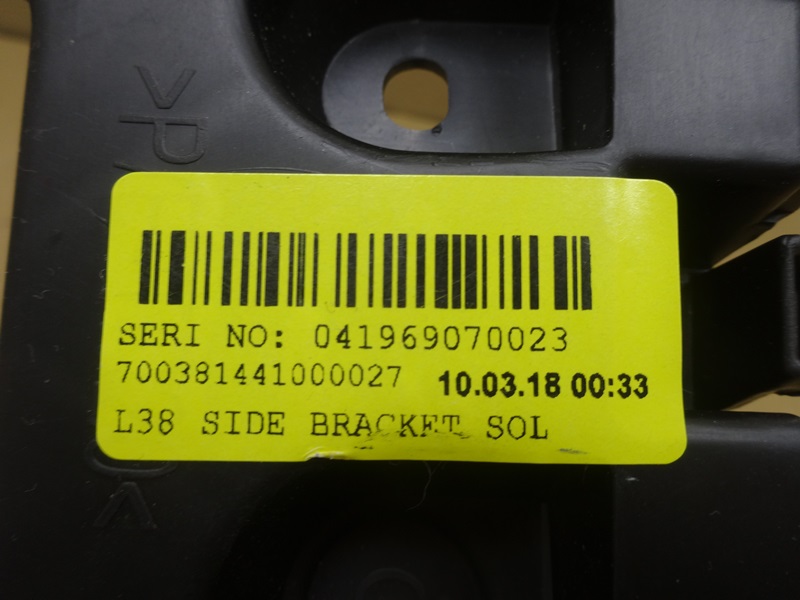 SERI NO: 041969070023
700381441000027 10.03.18 00:33
L38 SIDE BRACKET SOL